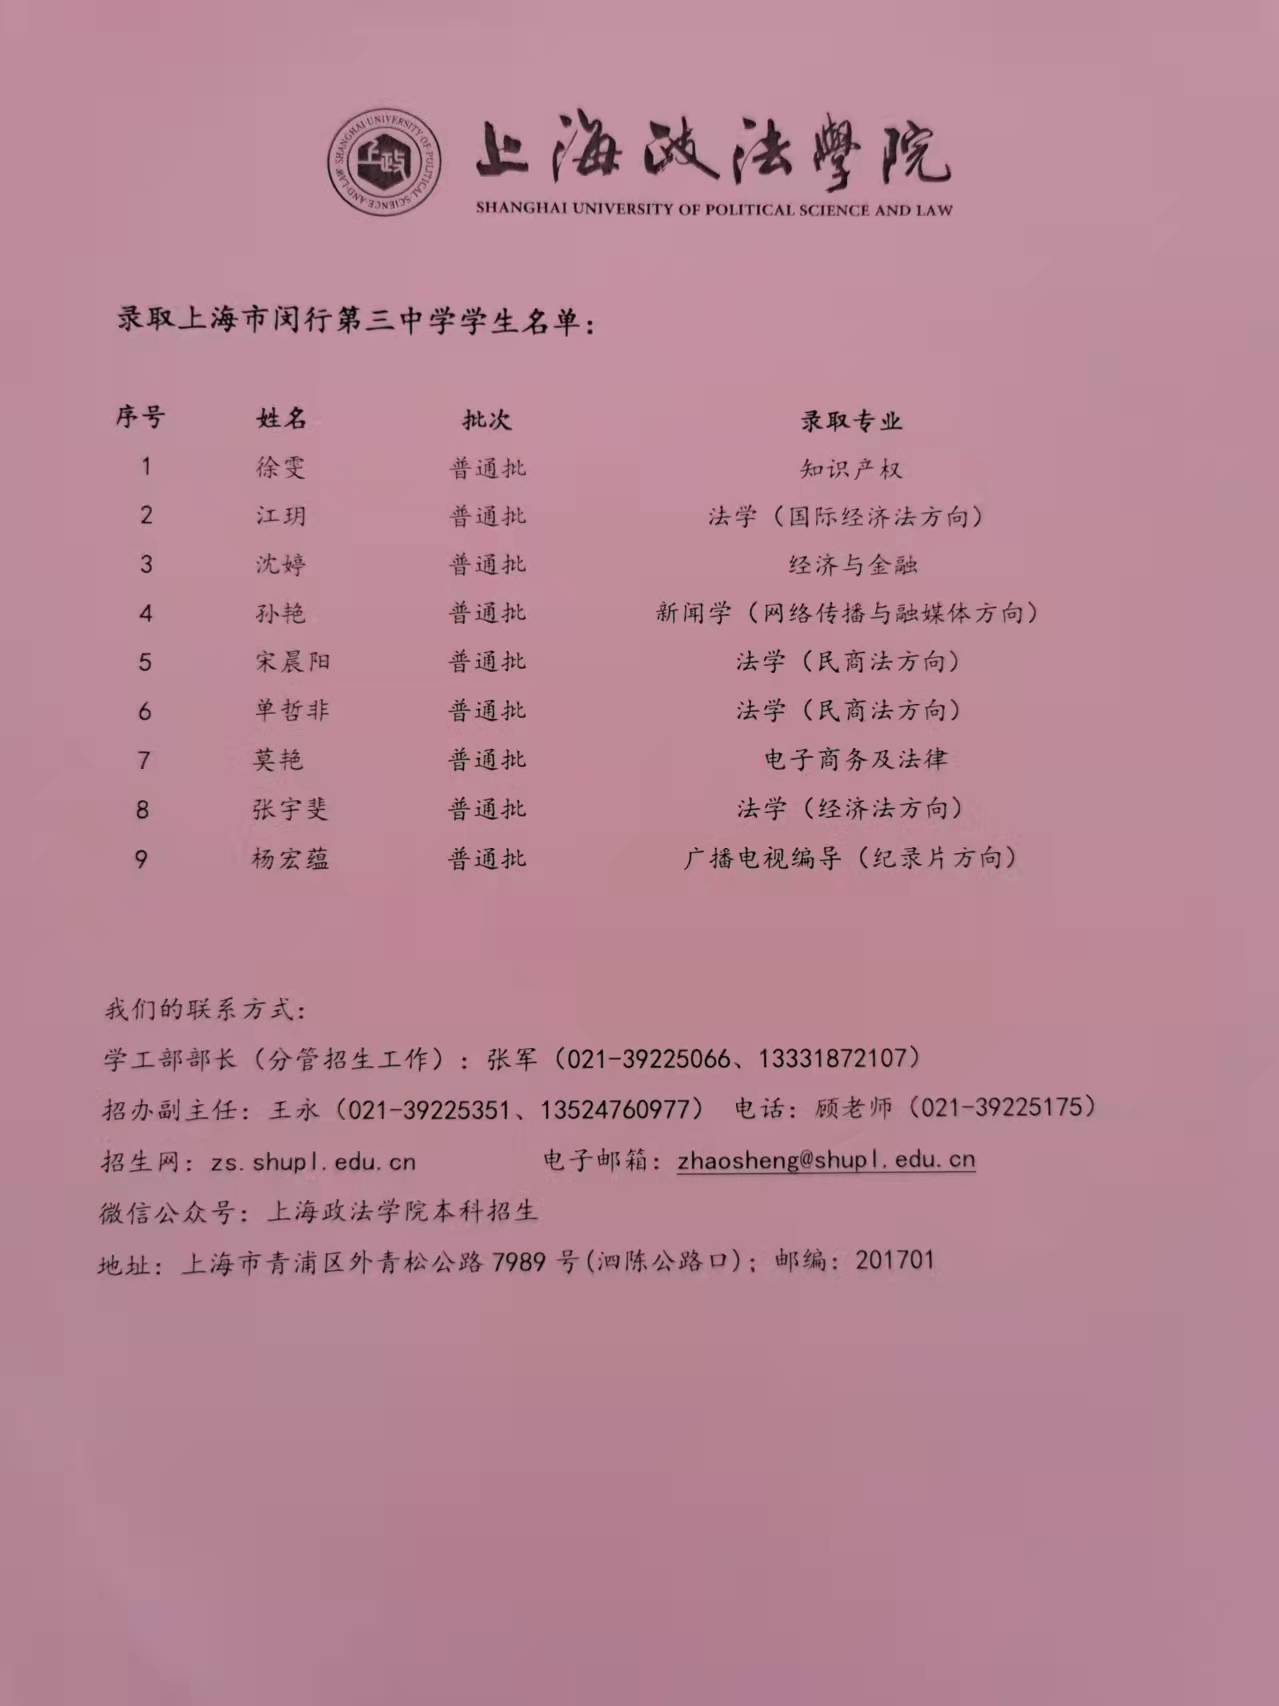 SHANGHAI UNIVERSITY OF POLITICAL SCIENCE AND LAW
上政
上海政法學院
SHANGHAI UNIVERSITY OF POLITICAL SCIENCE AND LAW
录取上海市闵行第三中学学生名单：
序号 姓名 批次 录取专业
1 徐雯 普通批 知识产权
2 江玥 普通批 法学（国际经济法方向）
3 沈婷 普通批 经济与金融
4 孙艳 普通批 新闻学（网络传播与融媒体方向）
5 宋晨阳 普通批 法学（民商法方向）
6 单哲非 普通批 法学（民商法方向）
7 莫艳 普通批 电子商务及法律
8 张宇斐 普通批 法学（经济法方向）
9 杨宏蕴 普通批 广播电视编导（纪录片方向）
我们的联系方式：
学工部部长（分管招生工作）：张军（021-39225066、13331872107）
招办副主任：王永（021-39225351、13524760977） 电话：顾老师（021-39225175）
招生网：zs.shupl.edu.cn 电子邮箱：zhaosheng@shupl.edu.cn
微信公众号：上海政法学院本科招生
地址：上海市青浦区外青松公路7989号(泗陈公路口)；邮编：201701